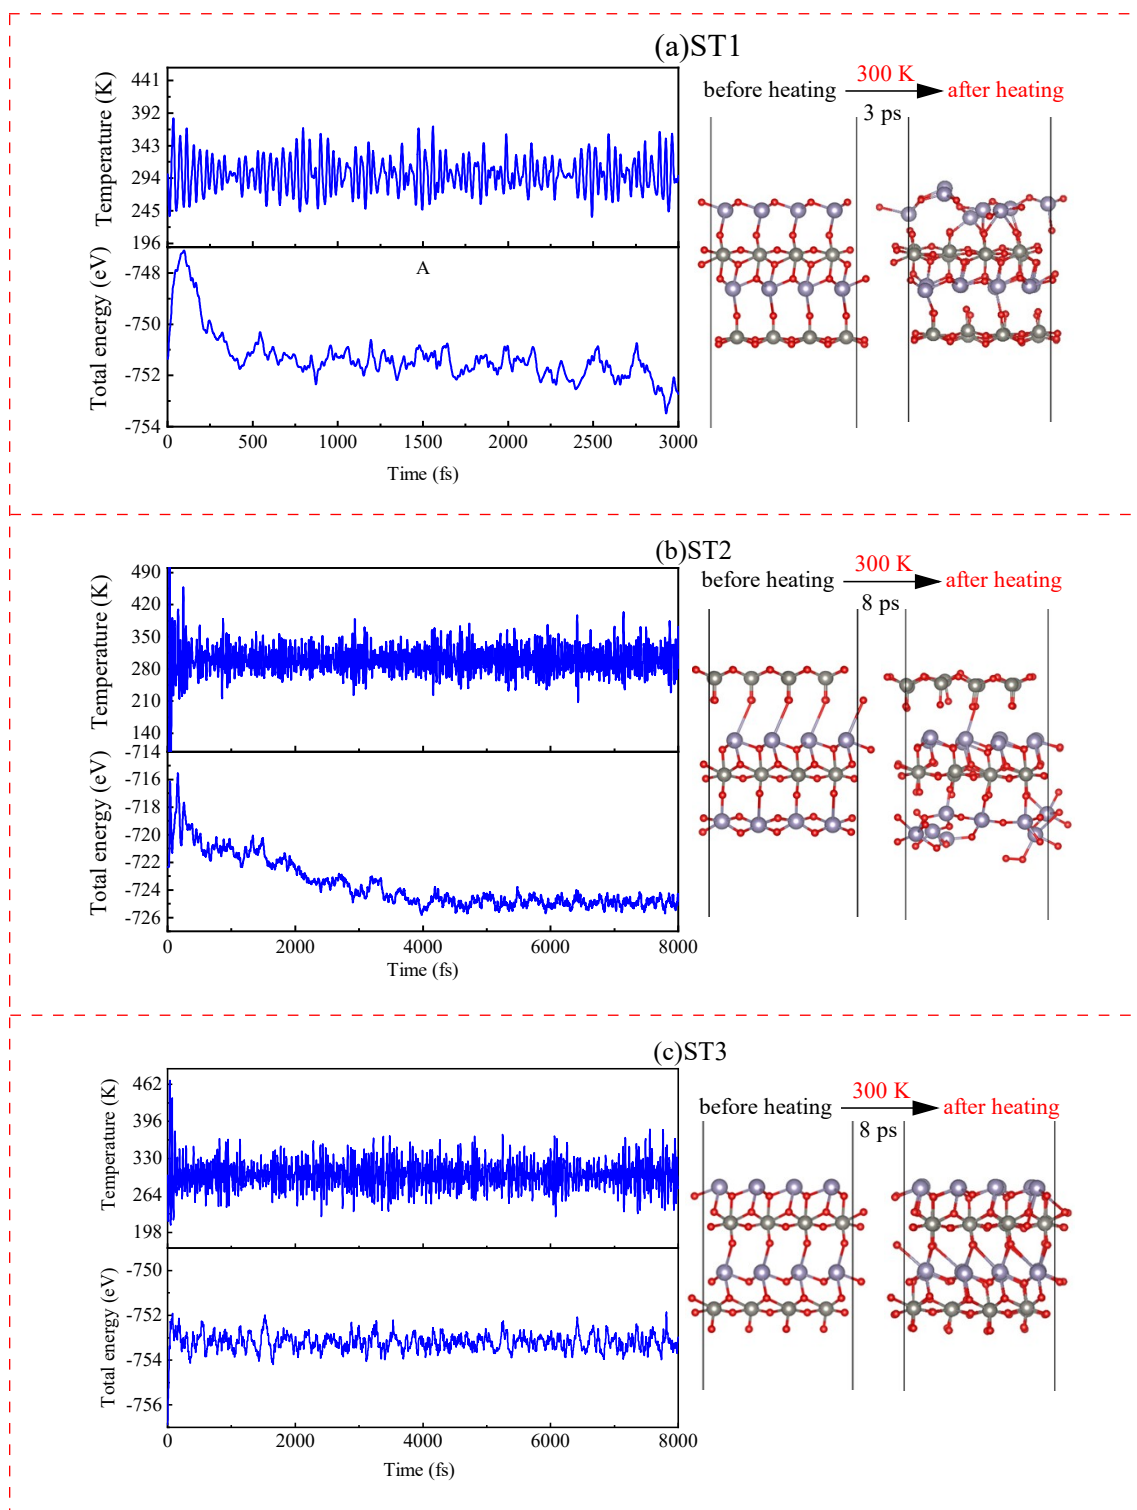 (a)ST1
300 K
before heating
after heating
3 ps
Temperature (K)
441
392
343
294
245
196
A
Total energy (eV)
-748
-750
-752
-754
0
500
1000
1500
2000
2500
3000
Time (fs)
(b)ST2
300 K
before heating
after heating
8 ps
Temperature (K)
490
420
350
280
210
140
Total energy (eV)
-714
-716
-718
-720
-722
-724
-726
0
2000
4000
6000
8000
Time (fs)
(c)ST3
300 K
before heating
after heating
8 ps
Temperature (K)
462
396
330
264
198
Total energy (eV)
-750
-752
-754
-756
0
2000
4000
6000
8000
Time (fs)